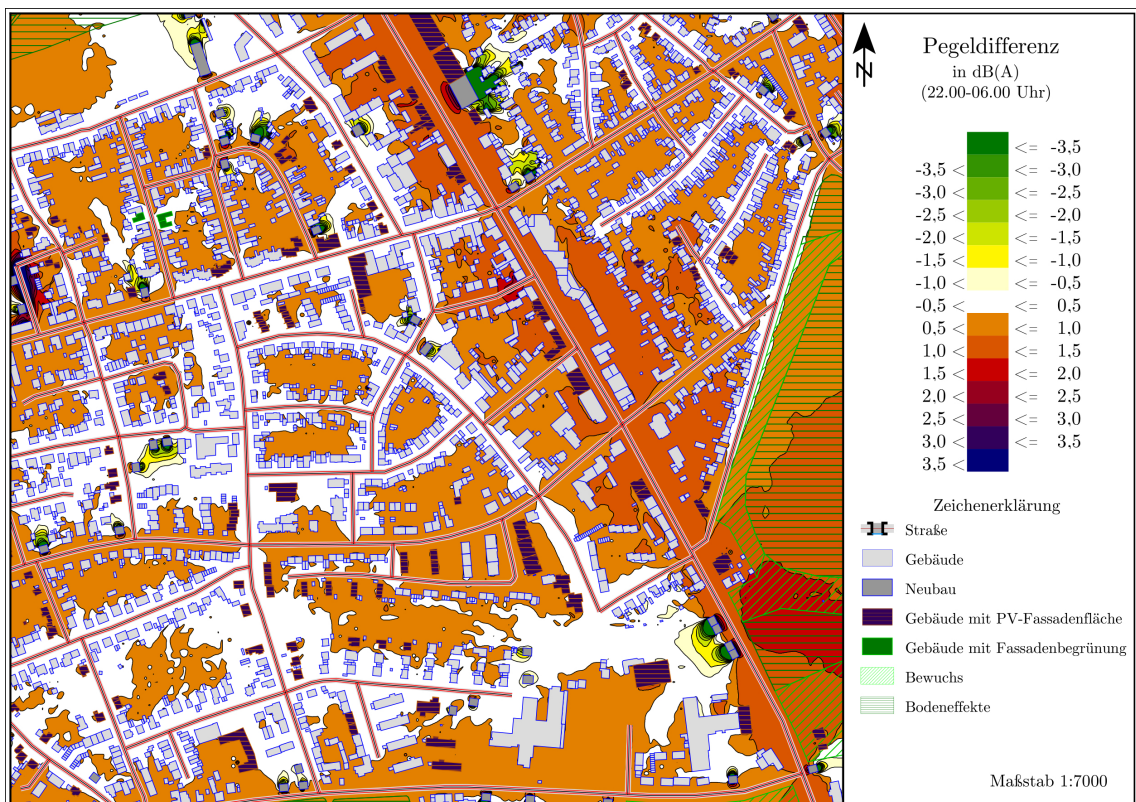 N
Pegeldifferenz
in dB(A)
(22.00-06.00 Uhr)
<= -3,5
-3.5 < <= -3.0
-3.0 < <= -2.5
-2.5 < <= -2.0
-2.0 < <= -1.5
-1.5 < <= -1.0
-1.0 < <= -0.5
-0.5 < <= 0.5
0.5 < <= 1.0
1.0 < <= 1.5
1,5 < <= 2.0
2.0 < <= 2.5
2.5 < <= 3.0
3.0 < <= 3,5
3.5 <
Zeichenerklärung
Straße
Gebäude
Neubau
Gebäude mit PV-Fassadenfläche
Gebäude mit Fassadenbegrünung
Bewuchs
Bodeneffekte
Maßstab 1:7000